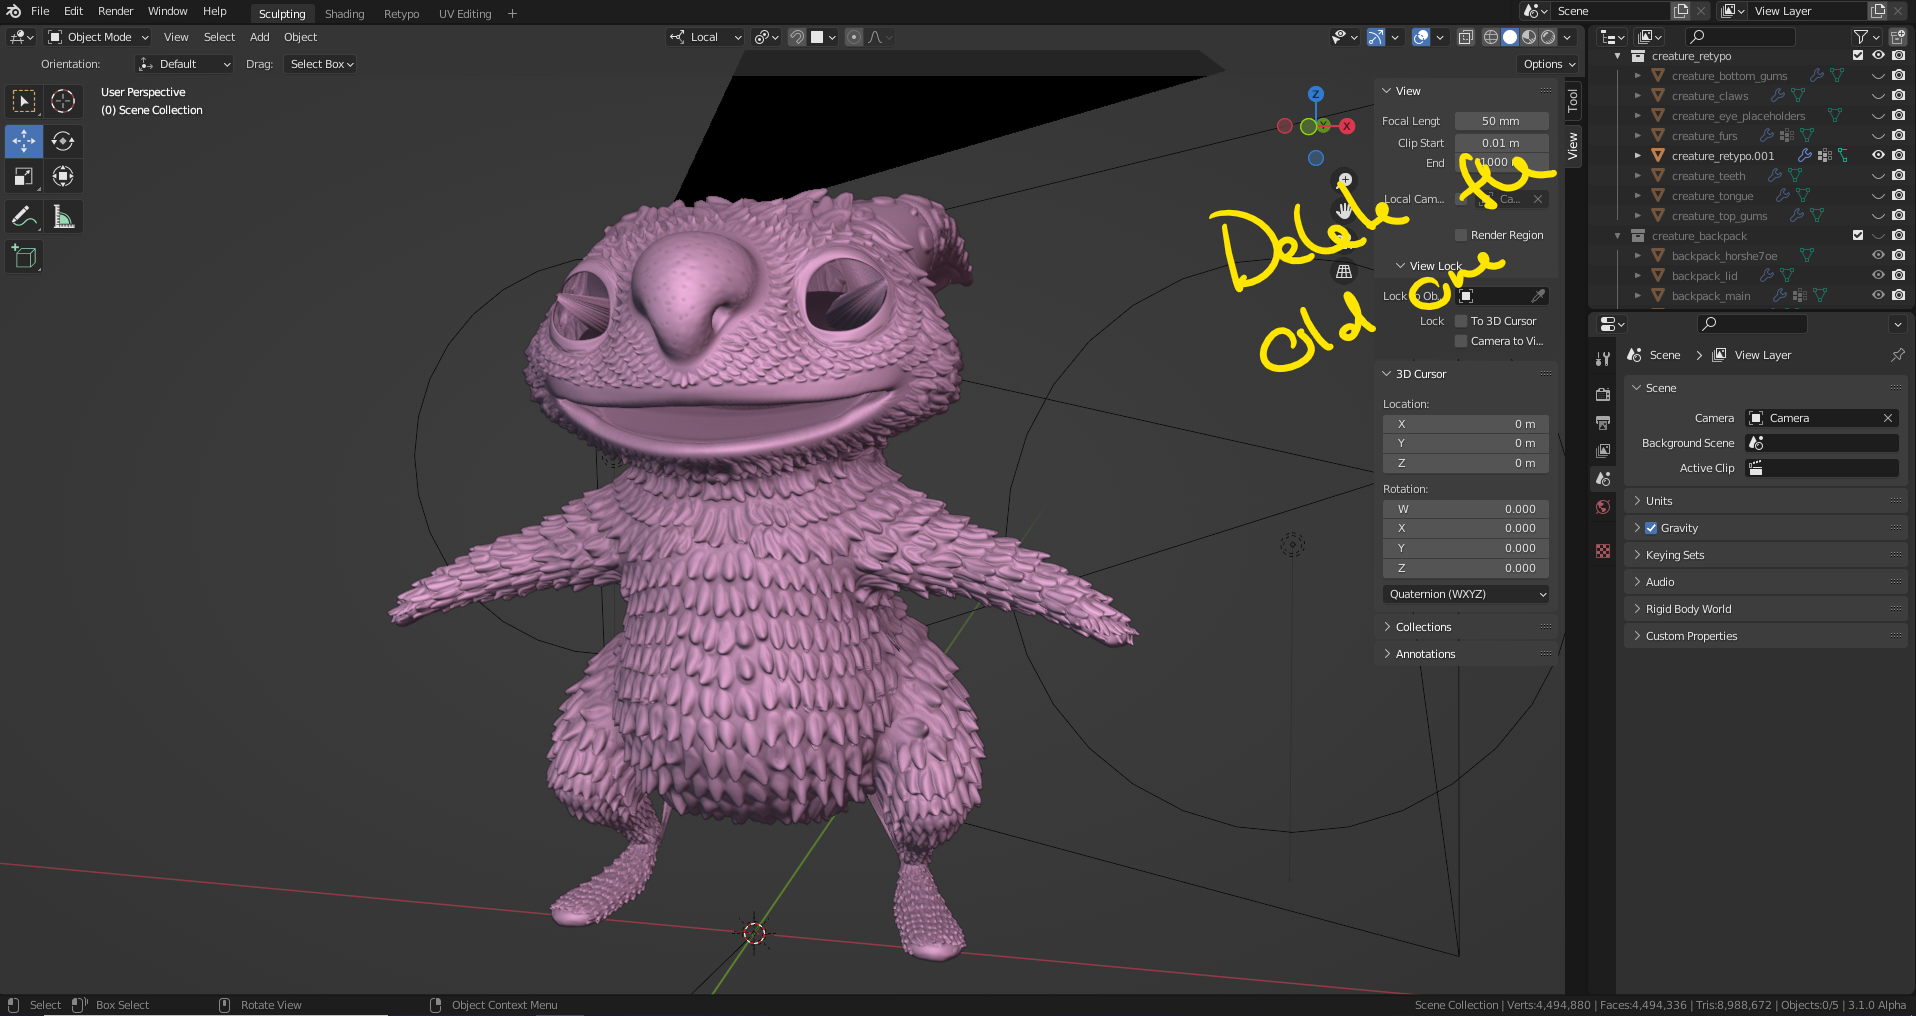 File Edit Render Window Help Sculpting Shading Retypo UV Editing + Scene View Layer
Object Mode View Select Add Object Local
Orientation: Default Drag: Select Box Options
User Perspective
(0) Scene Collection
Z
X
Y
View
Focal Lengt 50 mm
Clip Start 0.01 m
End 1000
Local Cam... Ca...
Render Region
View Lock
Lock to Ob...
Lock To 3D Cursor
Camera to Vi...
3D Cursor
Location:
X 0 m
Y 0 m
Z 0 m
Rotation:
W 0.000
X 0.000
Y 0.000
Z 0.000
Quaternion (WXYZ)
Collections
Annotations
Tool
View
Delete the
old one
creature_retypo
creature_bottom_gums
creature_claws
creature_eye_placeholders
creature_furs
creature_retypo.001
creature_teeth
creature_tongue
creature_top_gums
creature_backpack
backpack_horshe7oe
backpack_lid
backpack_main
Scene > View Layer
Scene
Camera Camera
Background Scene
Active Clip
Units
Gravity
Keying Sets
Audio
Rigid Body World
Custom Properties
Select Box Select Rotate View Object Context Menu Scene Collection | Verts:4,494,880 | Faces:4,494,336 | Tris:8,988,672 | Objects:0/5 | 3.1.0 Alpha